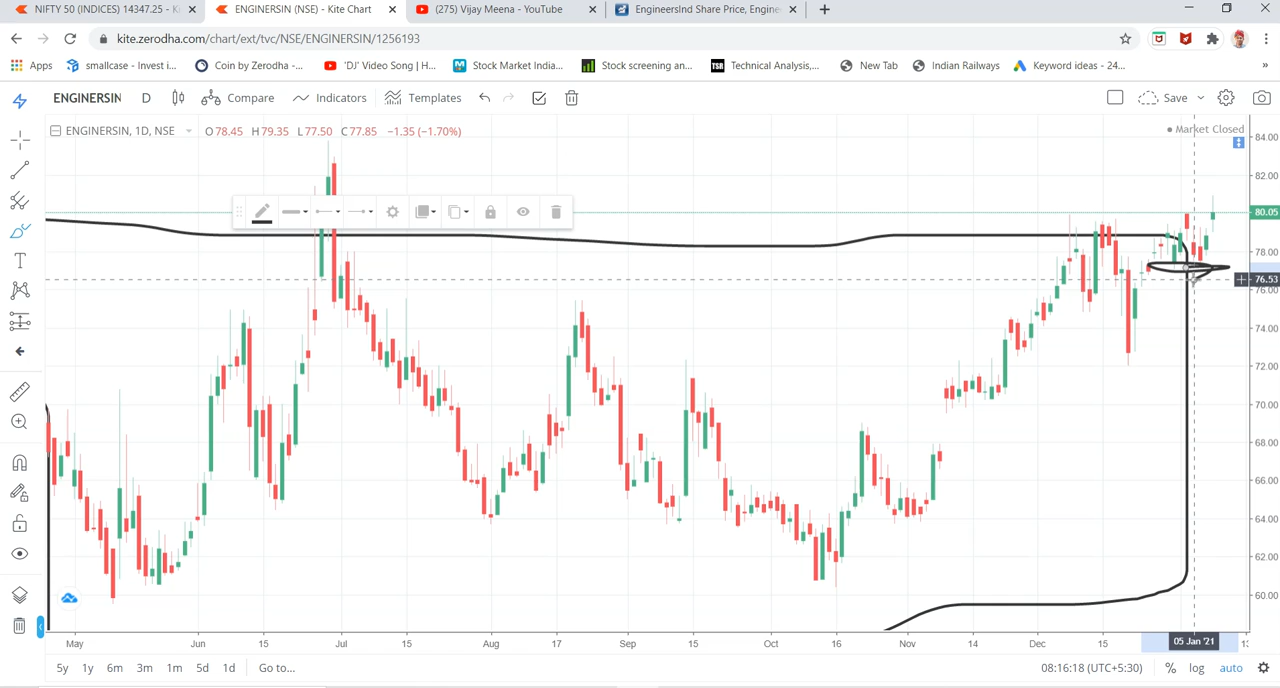 NIFTY 50 (INDICES) 14347.25 - K
ENGINERSIN (NSE) - Kite Chart
(275) Vijay Meena - YouTube
EngineersInd Share Price, Engine
kite.zerodha.com/chart/ext/tvc/NSE/ENGINERSIN/1256193
Apps
smallcase - Invest i...
Coin by Zerodha -...
'DJ' Video Song | H...
Stock Market India...
Stock screening an...
TSR
Technical Analysis,...
New Tab
Indian Railways
Keyword ideas - 24...
»
ENGINERSIN
D
Compare
Indicators
Templates
Save
ENGINERSIN, 1D, NSE
O78.45 H79.35 L77.50 C77.85 −1.35 (−1.70%)
Market Closed
84.00
82.00
80.05
78.00
76.53
76.00
74.00
72.00
70.00
68.00
66.00
64.00
62.00
60.00
May
Jun
15
Jul
15
Aug
17
Sep
15
Oct
16
Nov
14
Dec
15
05 Jan '21
5y 1y 6m 3m 1m 5d 1d Go to...
08:16:18 (UTC+5:30)
% log auto